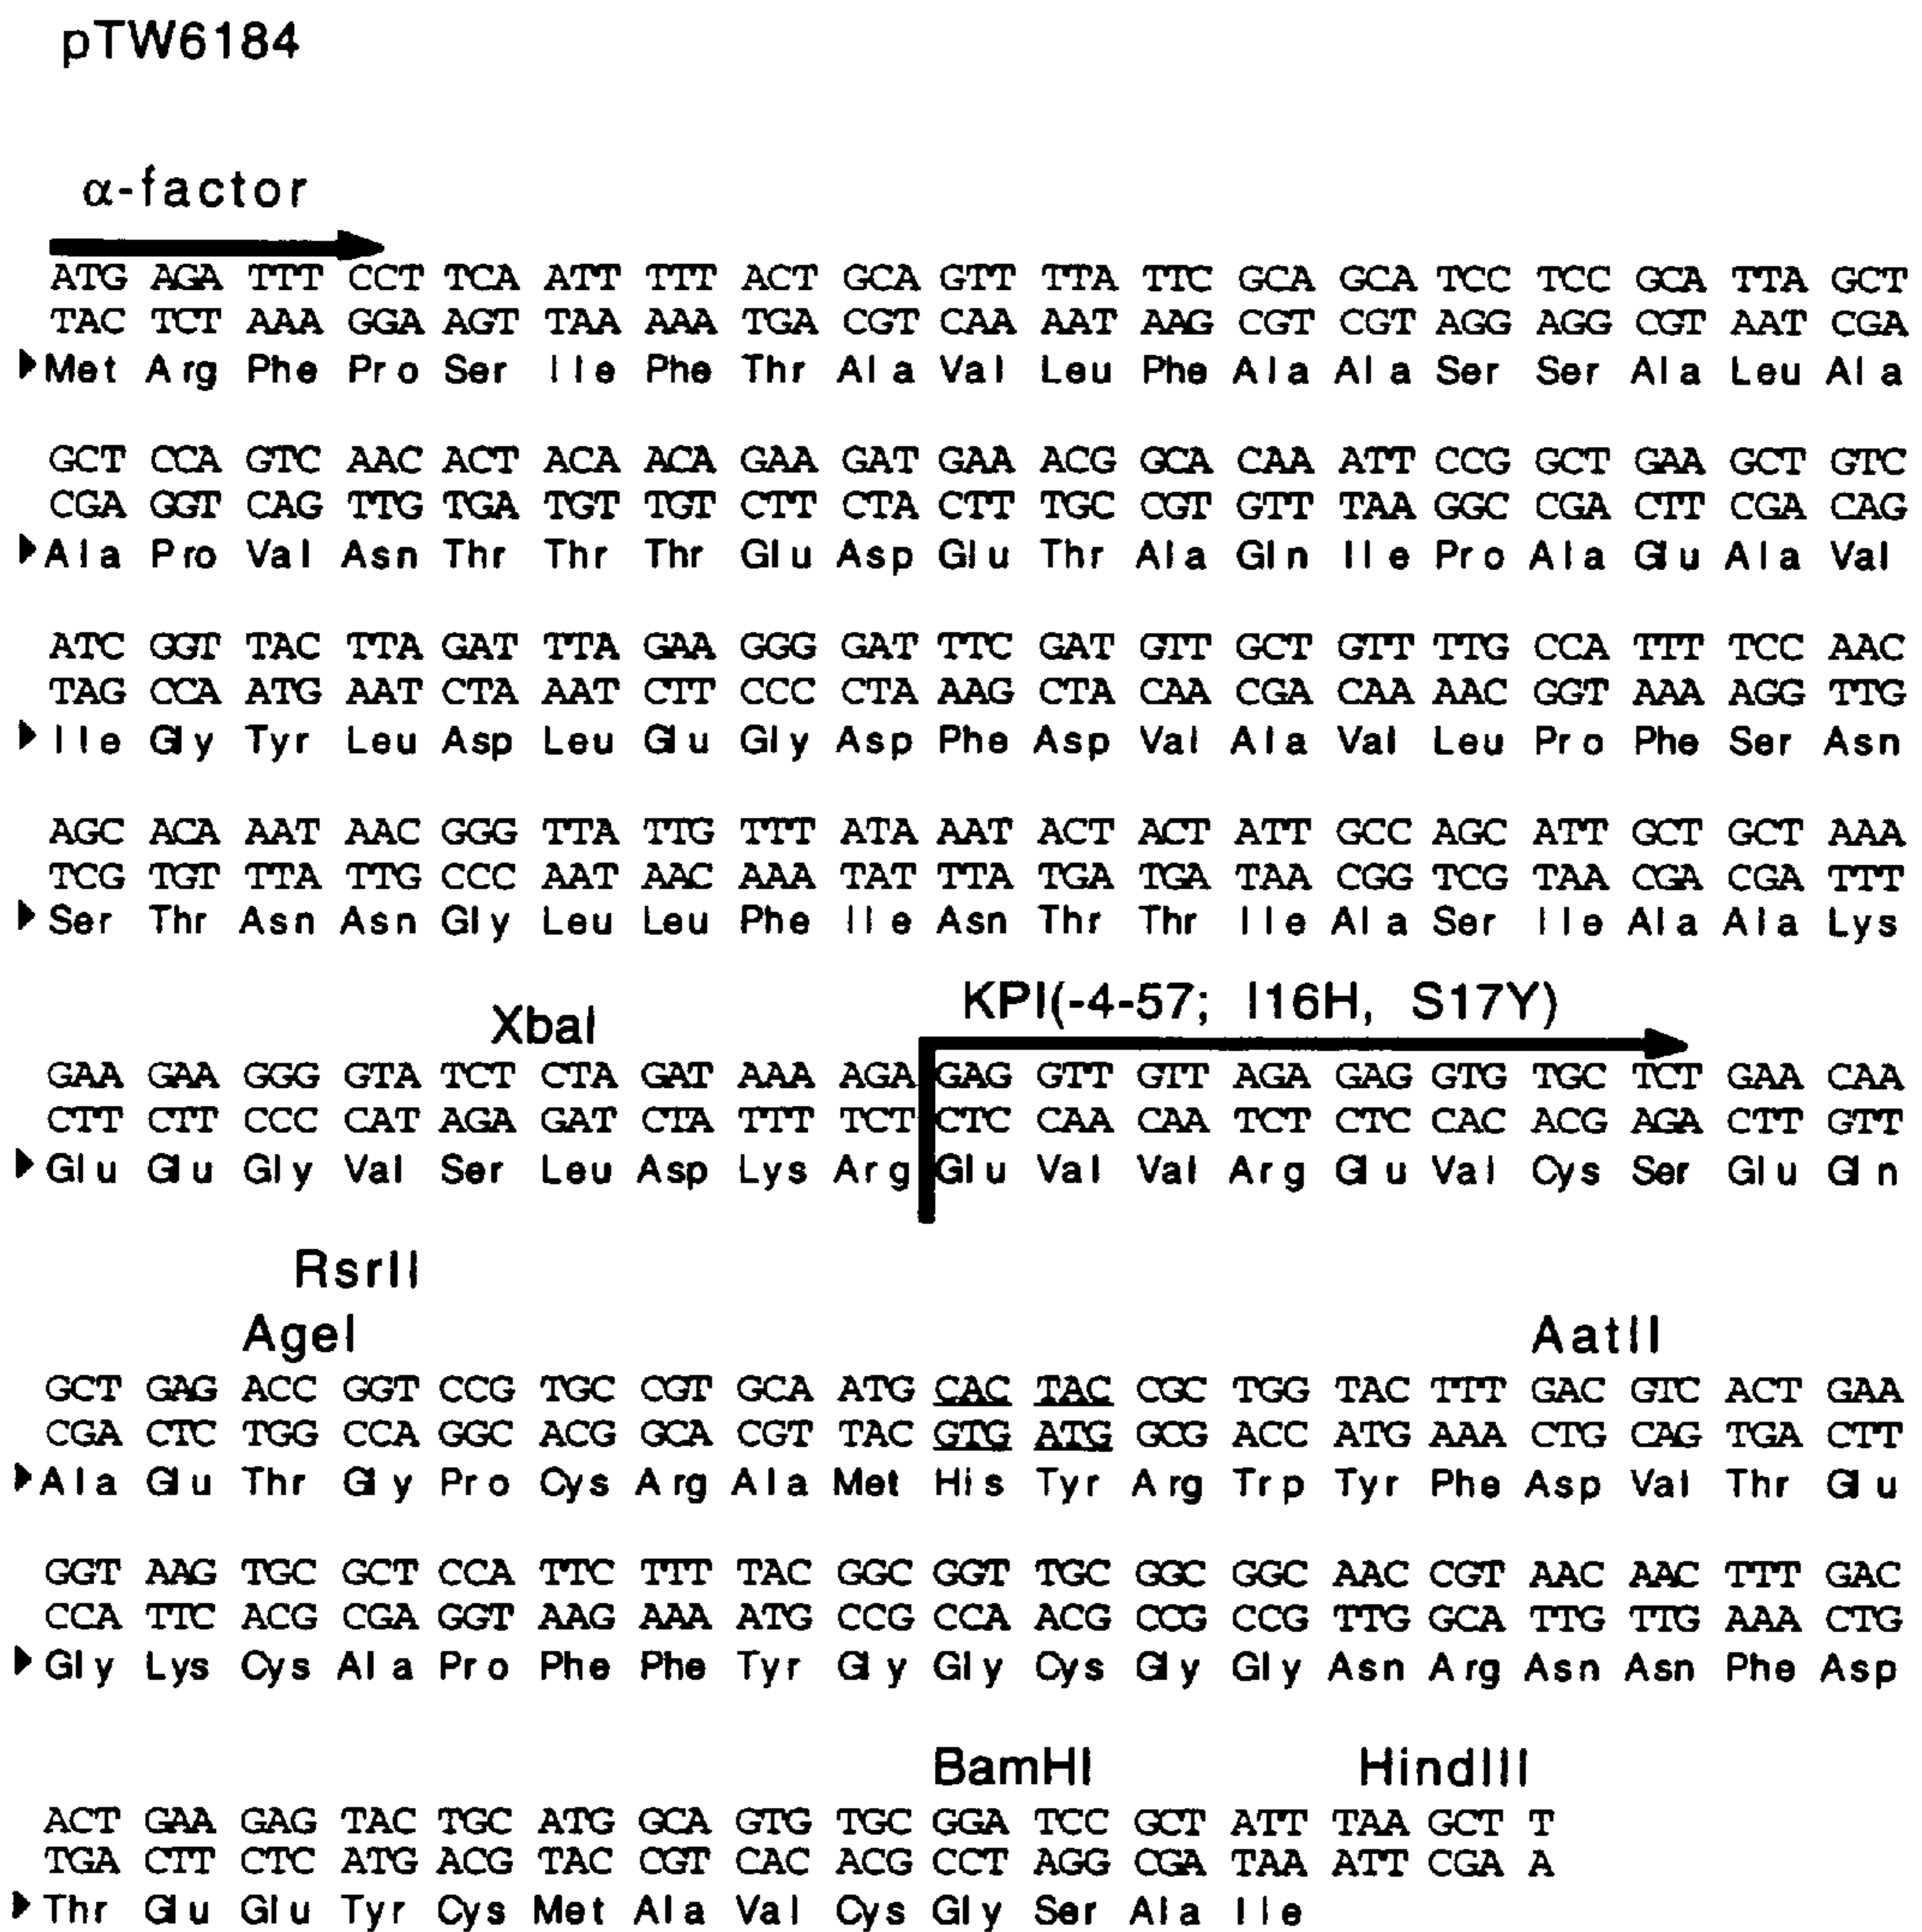 pTW6184
α-factor
ATG AGA TTT CCT TCA ATT TTT ACT GCA GTT TTA TTC GCA GCA TCC TCC GCA TTA GCT
TAC TCT AAA GGA AGT TAA AAA TGA CGT CAA AAT AAG CGT CGT AGG AGG CGT AAT CGA
Met Arg Phe Pro Ser Ile Phe Thr Ala Val Leu Phe Ala Ala Ser Ser Ala Leu Ala
GCT CCA GTC AAC ACT ACA ACA GAA GAT GAA ACG GCA CAA ATT CCG GCT GAA GCT GTC
CGA GGT CAG TTG TGA TGT TGT CTT CTA CTT TGC CGT GTT TAA GGC CGA CTT CGA CAG
Ala Pro Val Asn Thr Thr Thr Glu Asp Glu Thr Ala Gln Ile Pro Ala Glu Ala Val
ATC GGT TAC TTA GAT TTA GAA GGG GAT TTC GAT GTT GCT GTT TTG CCA TTT TCC AAC
TAG CCA ATG AAT CTA AAT CTT CCC CTA AAG CTA CAA CGA CAA AAC GGT AAA AGG TTG
Ile Gly Tyr Leu Asp Leu Glu Gly Asp Phe Asp Val Ala Val Leu Pro Phe Ser Asn
AGC ACA AAT AAC GGG TTA TTG TTT ATA AAT ACT ACT ATT GCC AGC ATT GCT GCT AAA
TCG TGT TTA TTG CCC AAT AAC AAA TAT TTA TGA TGA TAA CGG TCG TAA CGA CGA TTT
Ser Thr Asn Asn Gly Leu Leu Phe Ile Asn Thr Thr Ile Ala Ser Ile Ala Ala Lys
XbaI KPI(-4-57; I16H, S17Y)
GAA GAA GGG GTA TCT CTA GAT AAA AGA GAG GTT GTT AGA GAG GTG TGC TCT GAA CAA
CTT CTT CCC CAT AGA GAT CTA TTT TCT CTC CAA CAA TCT CTC CAC ACG AGA CTT GTT
Glu Glu Gly Val Ser Leu Asp Lys Arg Glu Val Val Arg Glu Val Cys Ser Glu Gln
RsrII
AgeI AatII
GCT GAG ACC GGT CCG TGC CGT GCA ATG CAC TAC CGC TGG TAC TTT GAC GTC ACT GAA
CGA CTC TGG CCA GGC ACG GCA CGT TAC GTG ATG GCG ACC ATG AAA CTG CAG TGA CTT
Ala Glu Thr Gly Pro Cys Arg Ala Met His Tyr Arg Trp Tyr Phe Asp Val Thr Glu
GGT AAG TGC GCT CCA TTC TTT TAC GGC GGT TGC GGC GGC AAC CGT AAC AAC TTT GAC
CCA TTC ACG CGA GGT AAG AAA ATG CCG CCA ACG CCG CCG TTG GCA TTG TTG AAA CTG
Gly Lys Cys Ala Pro Phe Phe Tyr Gly Gly Cys Gly Gly Asn Arg Asn Asn Phe Asp
BamHI HindIII
ACT GAA GAG TAC TGC ATG GCA GTG TGC GGA TCC GCT ATT TAA GCT T
TGA CTT CTC ATG ACG TAC CGT CAC ACG CCT AGG CGA TAA ATT CGA A
Thr Glu Glu Tyr Cys Met Ala Val Cys Gly Ser Ala Ile